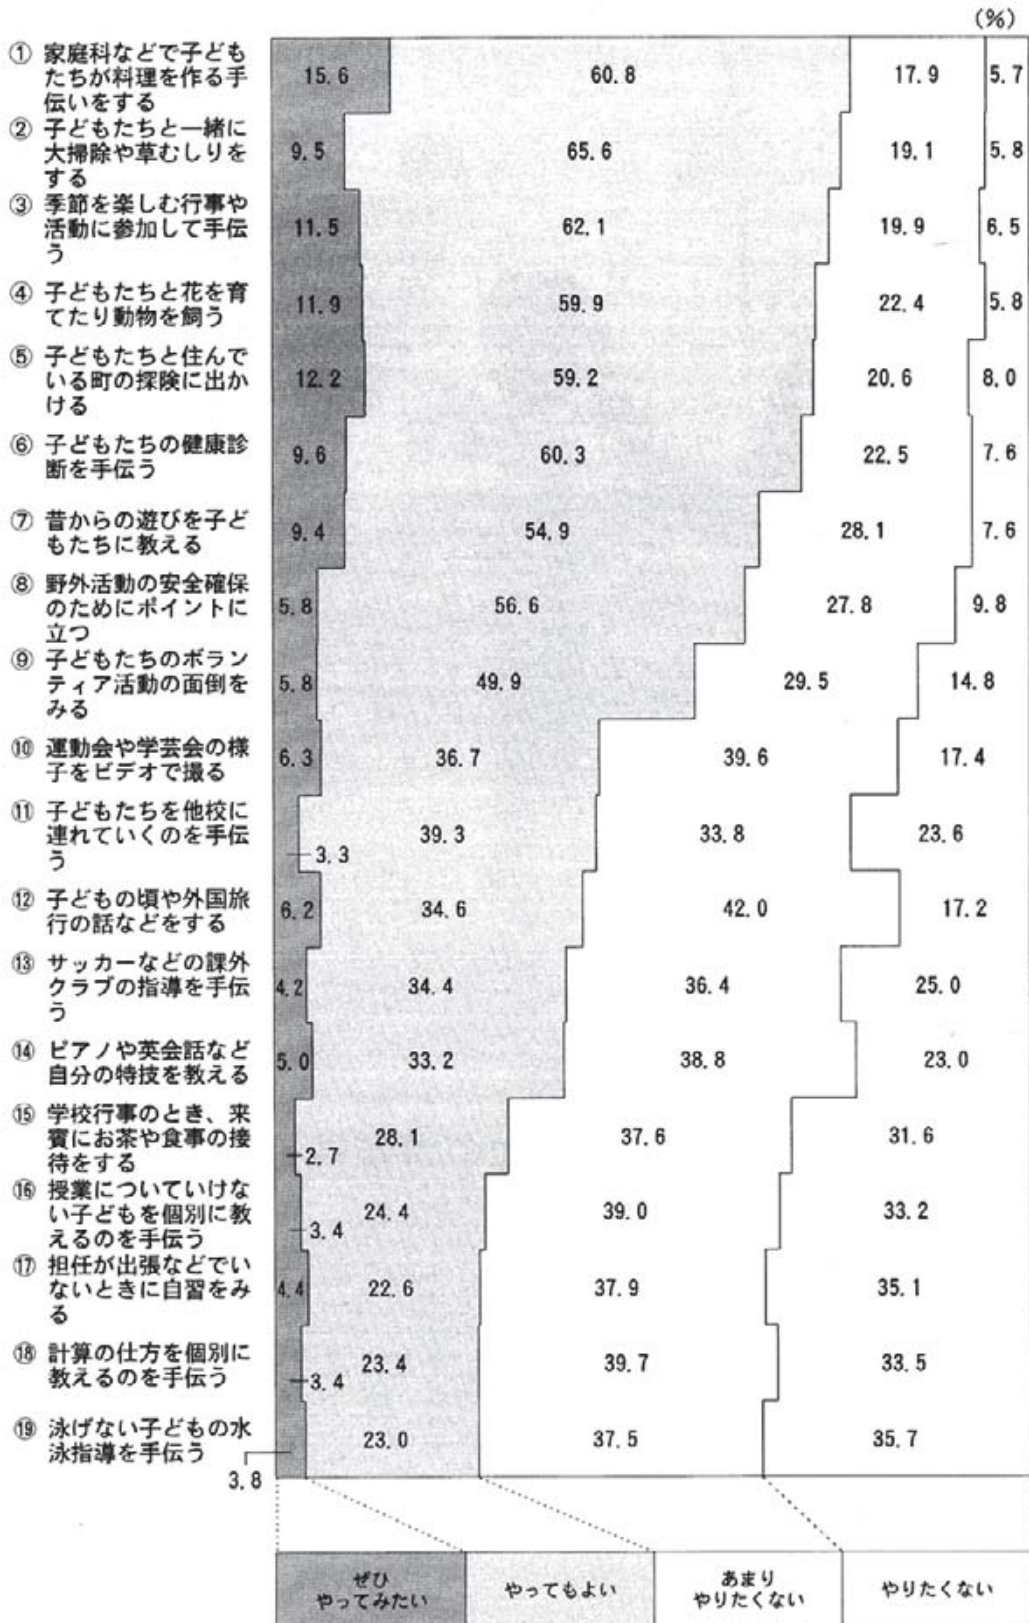 (%)
① 家庭科などで子ども
たちが料理を作る手
伝いをする
15.6 60.8 17.9 5.7
② 子どもたちと一緒に
大掃除や草むしりを
する
9.5 65.6 19.1 5.8
③ 季節を楽しむ行事や
活動に参加して手伝
う
11.5 62.1 19.9 6.5
④ 子どもたちと花を育
てたり動物を飼う
11.9 59.9 22.4 5.8
⑤ 子どもたちと住んで
いる町の探険に出か
ける
12.2 59.2 20.6 8.0
⑥ 子どもたちの健康診
断を手伝う
9.6 60.3 22.5 7.6
⑦ 昔からの遊びを子ど
もたちに教える
9.4 54.9 28.1 7.6
⑧ 野外活動の安全確保
のためにポイントに
立つ
5.8 56.6 27.8 9.8
⑨ 子どもたちのボラン
ティア活動の面倒を
みる
5.8 49.9 29.5 14.8
⑩ 運動会や学芸会の様
子をビデオで撮る
6.3 36.7 39.6 17.4
⑪ 子どもたちを他校に
連れていくのを手伝
う
3.3 39.3 33.8 23.6
⑫ 子どもの頃や外国旅
行の話などをする
6.2 34.6 42.0 17.2
⑬ サッカーなどの課外
クラブの指導を手伝
う
4.2 34.4 36.4 25.0
⑭ ピアノや英会話など
自分の特技を教える
5.0 33.2 38.8 23.0
⑮ 学校行事のとき、来
賓にお茶や食事の接
待をする
2.7 28.1 37.6 31.6
⑯ 授業についていけな
い子どもを個別に教
えるのを手伝う
3.4 24.4 39.0 33.2
⑰ 担任が出張などでい
ないときに自習をみ
る
4.4 22.6 37.9 35.1
⑱ 計算の仕方を個別に
教えるのを手伝う
3.4 23.4 39.7 33.5
⑲ 泳げない子どもの水
泳指導を手伝う
3.8 23.0 37.5 35.7
ぜひ
やってみたい
やってもよい
あまり
やりたくない
やりたくない